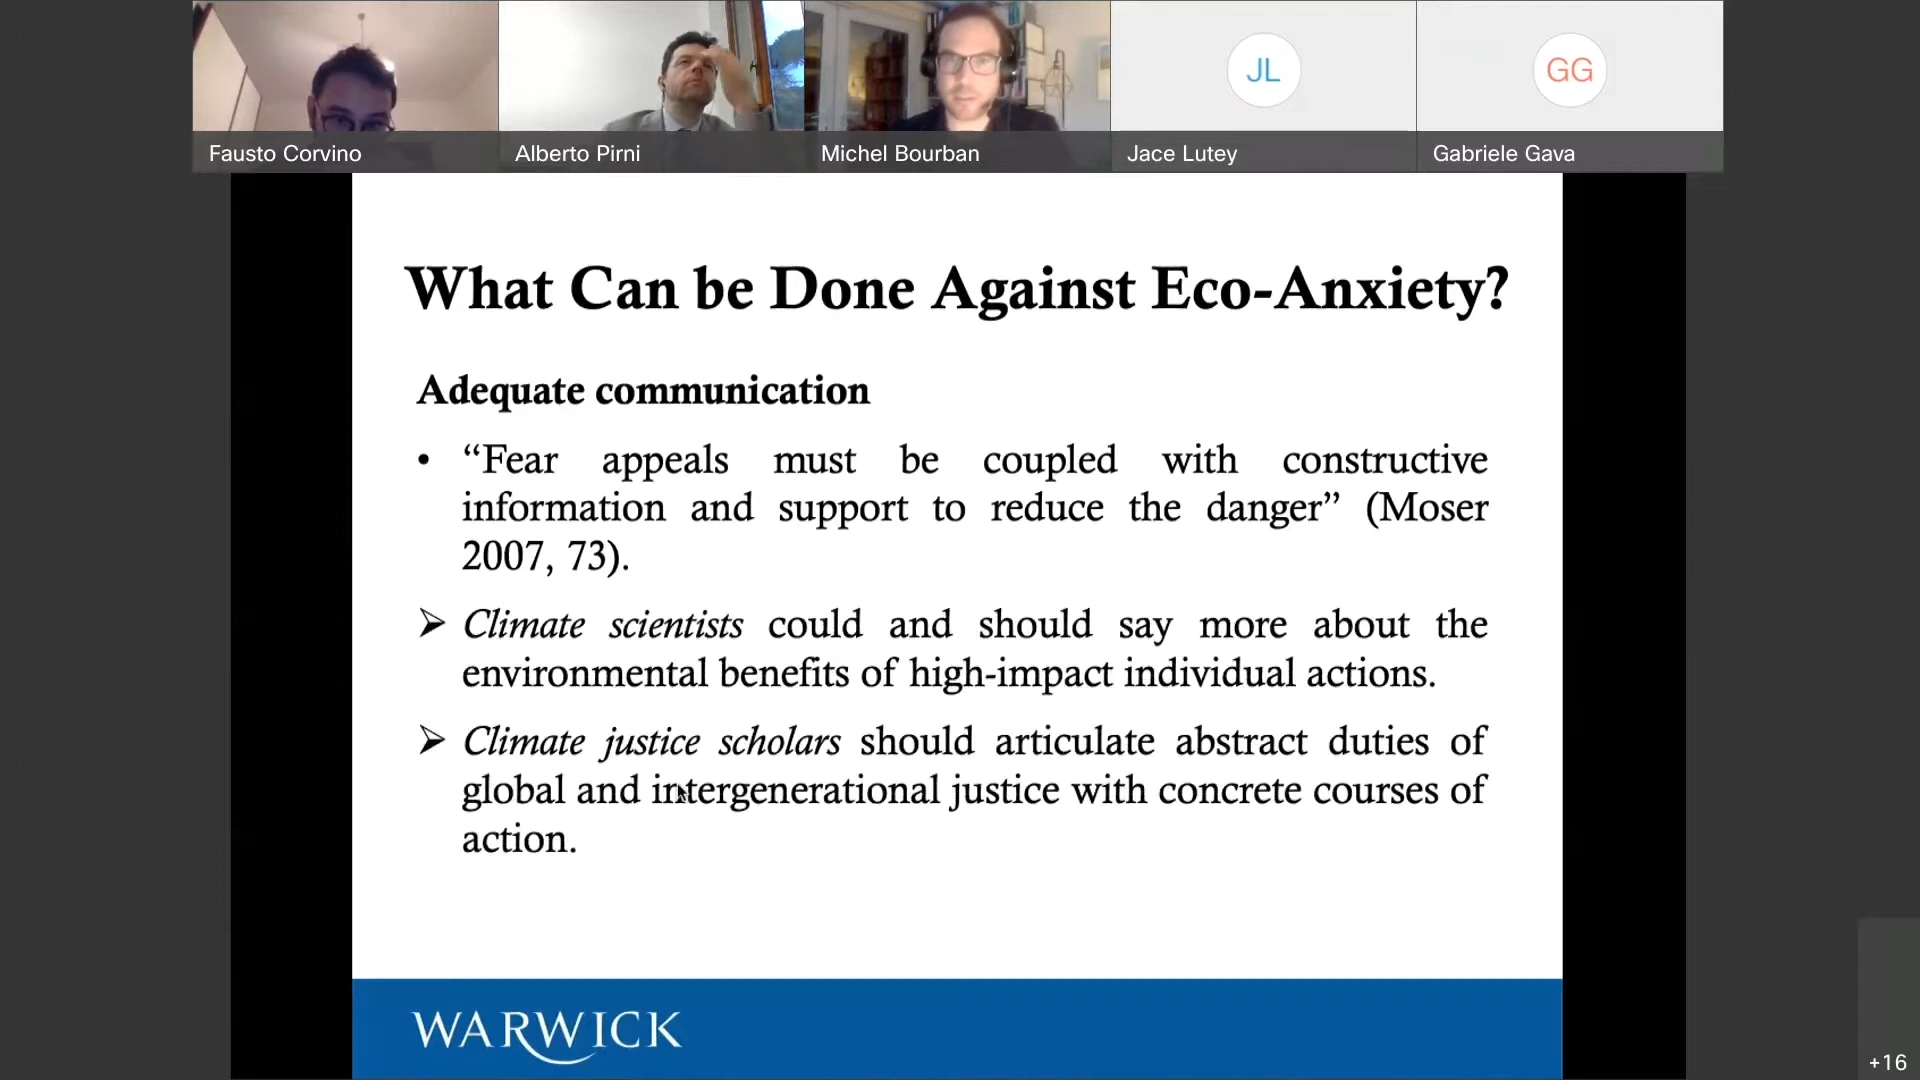 Fausto Corvino
Alberto Pirni
Michel Bourban
JL
Jace Lutey
GG
Gabriele Gava
What Can be Done Against Eco-Anxiety?
Adequate communication
• “Fear appeals must be coupled with constructive
information and support to reduce the danger” (Moser
2007, 73).
➢ Climate scientists could and should say more about the
environmental benefits of high-impact individual actions.
➢ Climate justice scholars should articulate abstract duties of
global and intergenerational justice with concrete courses of
action.
WARWICK
+16